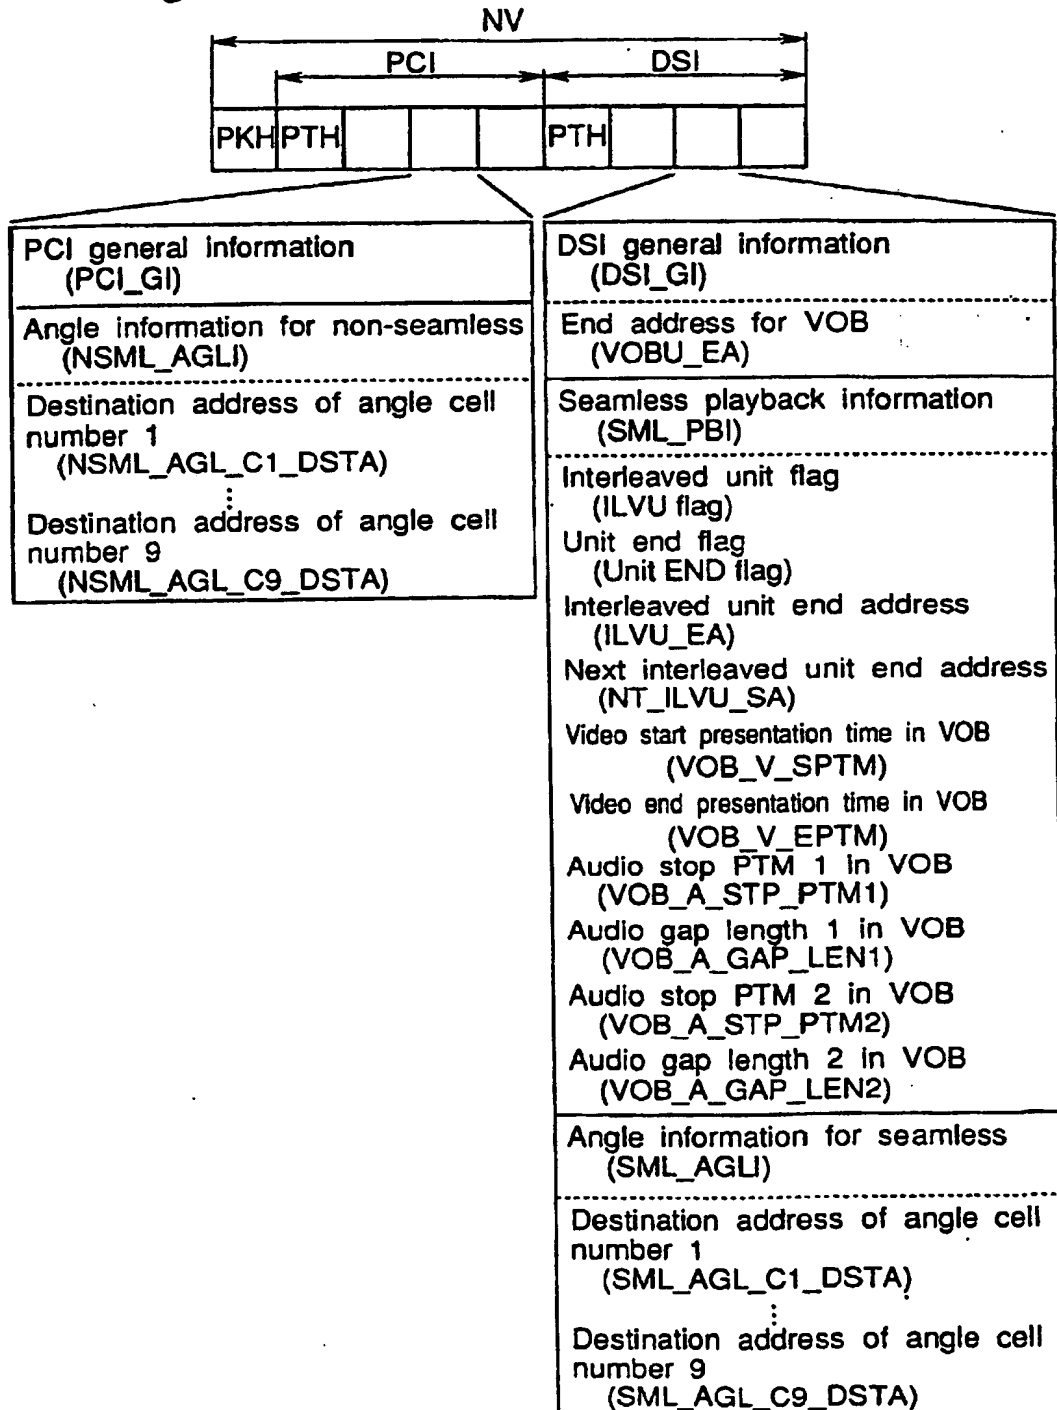 NV
PCI
DSI
PKH PTH PTH
PCI general information
(PCI_GI)
Angle information for non-seamless
(NSML_AGLI)
Destination address of angle cell
number 1
(NSML_AGL_C1_DSTA)
⋮
Destination address of angle cell
number 9
(NSML_AGL_C9_DSTA)
DSI general information
(DSI_GI)
End address for VOB
(VOBU_EA)
Seamless playback information
(SML_PBI)
Interleaved unit flag
(ILVU flag)
Unit end flag
(Unit END flag)
Interleaved unit end address
(ILVU_EA)
Next interleaved unit end address
(NT_ILVU_SA)
Video start presentation time in VOB
(VOB_V_SPTM)
Video end presentation time in VOB
(VOB_V_EPTM)
Audio stop PTM 1 in VOB
(VOB_A_STP_PTM1)
Audio gap length 1 in VOB
(VOB_A_GAP_LEN1)
Audio stop PTM 2 in VOB
(VOB_A_STP_PTM2)
Audio gap length 2 in VOB
(VOB_A_GAP_LEN2)
Angle information for seamless
(SML_AGLI)
Destination address of angle cell
number 1
(SML_AGL_C1_DSTA)
⋮
Destination address of angle cell
number 9
(SML_AGL_C9_DSTA)